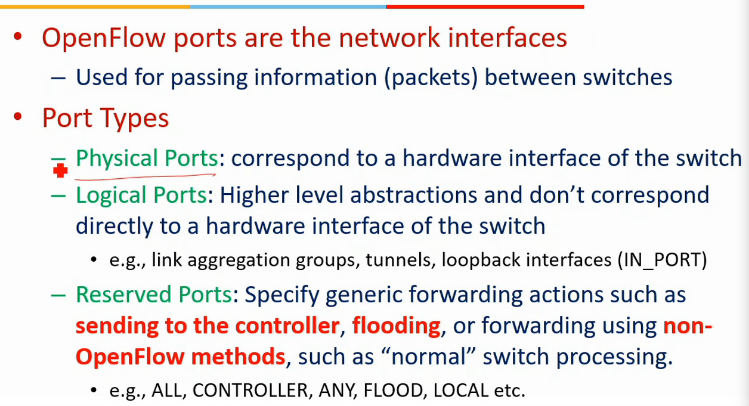 • OpenFlow ports are the network interfaces
– Used for passing information (packets) between switches
• Port Types
– Physical Ports: correspond to a hardware interface of the switch
– Logical Ports: Higher level abstractions and don’t correspond
directly to a hardware interface of the switch
• e.g., link aggregation groups, tunnels, loopback interfaces (IN_PORT)
– Reserved Ports: Specify generic forwarding actions such as
sending to the controller, flooding, or forwarding using non-
OpenFlow methods, such as “normal” switch processing.
• e.g., ALL, CONTROLLER, ANY, FLOOD, LOCAL etc.